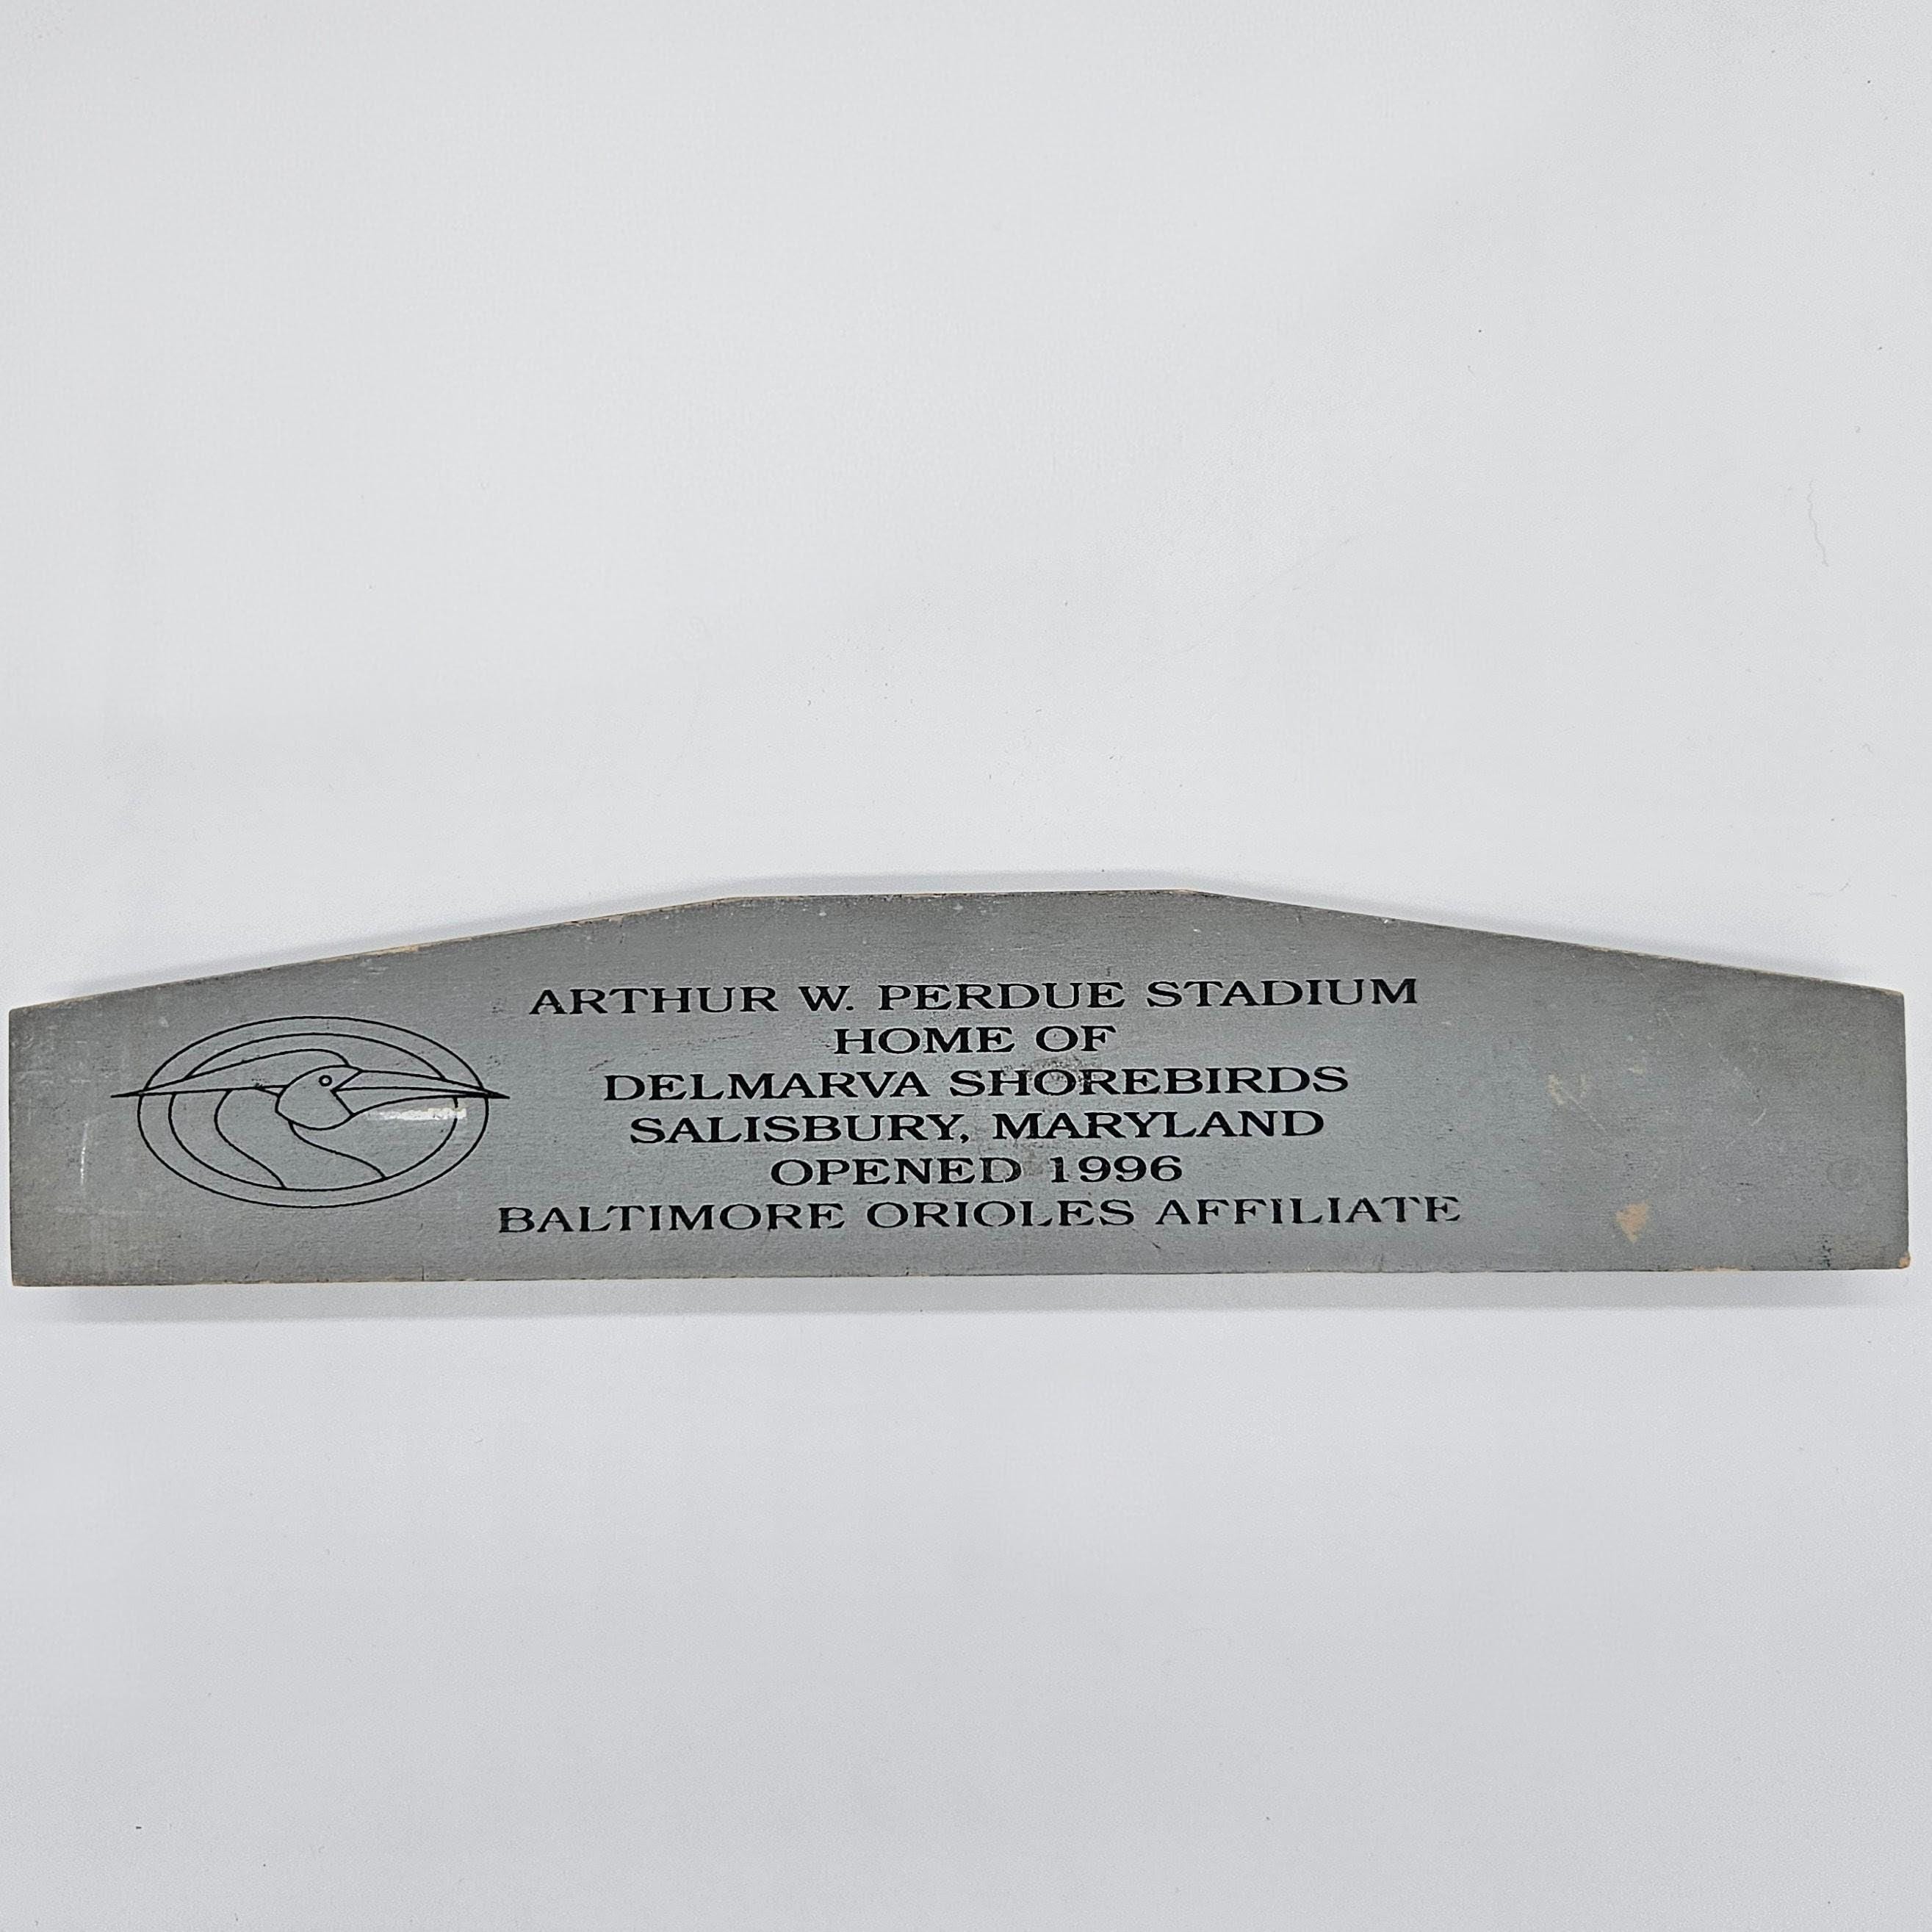 ARTHUR W. PERDUE STADIUM
HOME OF
DELMARVA SHOREBIRDS
SALISBURY, MARYLAND
OPENED 1996
BALTIMORE ORIOLES AFFILIATE